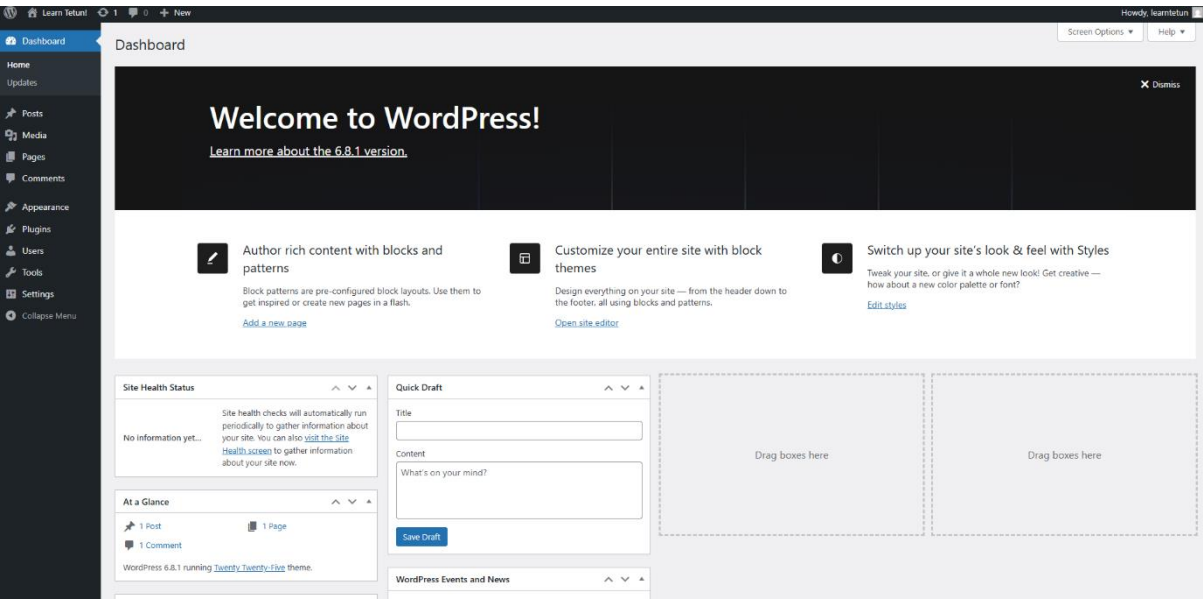 Learn Tetun!
1
0
+ New
Howdy, learntetun
Dashboard
Home
Updates
Posts
Media
Pages
Comments
Appearance
Plugins
Users
Tools
Settings
Collapse Menu
Dashboard
Screen Options
Help
Dismiss
Welcome to WordPress!
Learn more about the 6.8.1 version.
Author rich content with blocks and
patterns
Block patterns are pre-configured block layouts. Use them to
get inspired or create new pages in a flash.
Add a new page
Customize your entire site with block
themes
Design everything on your site — from the header down to
the footer, all using blocks and patterns.
Open site editor
Switch up your site's look & feel with Styles
Tweak your site, or give it a whole new look! Get creative —
how about a new color palette or font?
Edit styles
Site Health Status
No information yet...
Site health checks will automatically run
periodically to gather information about
your site. You can also visit the Site
Health screen to gather information
about your site now.
At a Glance
1 Post
1 Page
1 Comment
WordPress 6.8.1 running Twenty Twenty-Five theme.
Quick Draft
Title
Content
What's on your mind?
Save Draft
WordPress Events and News
Drag boxes here
Drag boxes here